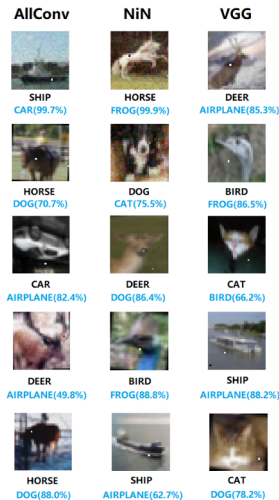 AllConv NiN VGG
SHIP HORSE DEER
CAR(99.7%) FROG(99.9%) AIRPLANE(85.3%)
HORSE DOG BIRD
DOG(70.7%) CAT(75.5%) FROG(86.5%)
CAR DEER CAT
AIRPLANE(82.4%) DOG(86.4%) BIRD(66.2%)
DEER BIRD SHIP
AIRPLANE(49.8%) FROG(88.8%) AIRPLANE(88.2%)
HORSE SHIP CAT
DOG(88.0%) AIRPLANE(62.7%) DOG(78.2%)